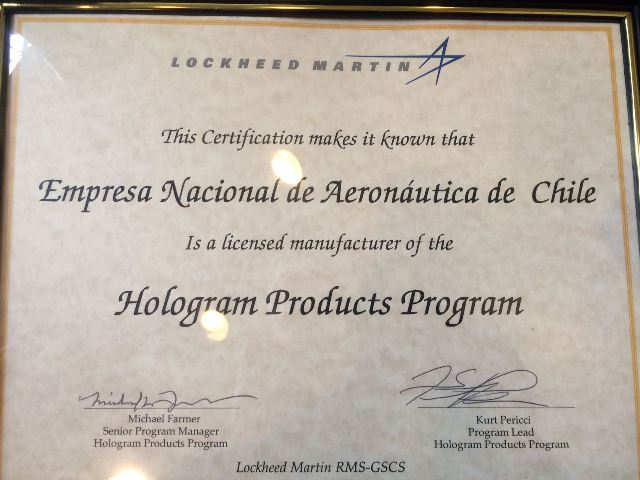 LOCKHEED MARTIN
This Certification makes it known that
Empresa Nacional de Aeronáutica de Chile
Is a licensed manufacturer of the
Hologram Products Program
Michael Farmer
Senior Program Manager
Hologram Products Program
Kurt Pericci
Program Lead
Hologram Products Program
Lockheed Martin RMS-GSCS